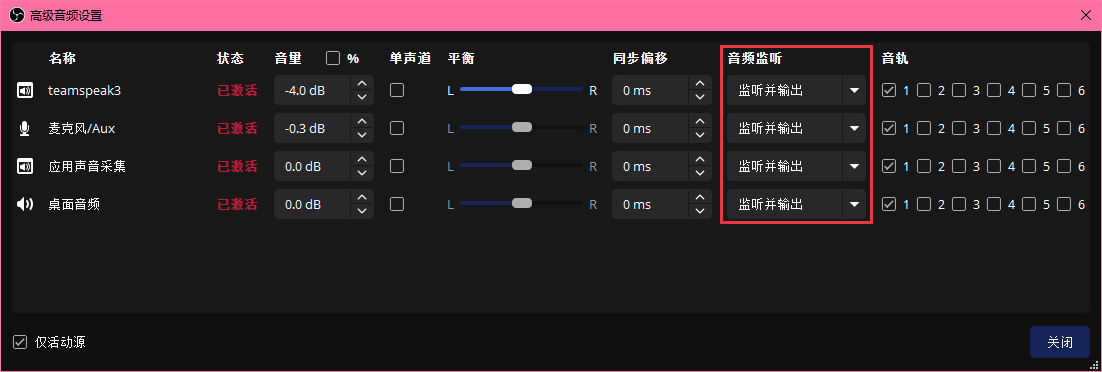 高级音频设置
名称 状态 音量 % 单声道 平衡 同步偏移 音频监听 音轨
teamspeak3 已激活 -4.0 dB L R 0 ms 监听并输出 1 2 3 4 5 6
麦克风/Aux 已激活 -0.3 dB L R 0 ms 监听并输出 1 2 3 4 5 6
应用声音采集 已激活 0.0 dB L R 0 ms 监听并输出 1 2 3 4 5 6
桌面音频 已激活 0.0 dB L R 0 ms 监听并输出 1 2 3 4 5 6
仅活动源 关闭